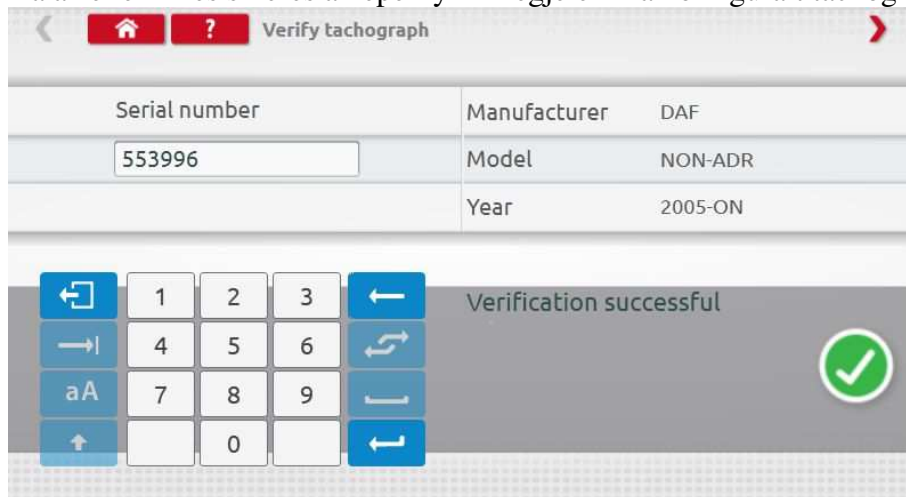 ? Verify tachograph
Serial number
553996
Manufacturer DAF
Model NON-ADR
Year 2005-ON
1 2 3
4 5 6
aA 7 8 9
0
Verification successful